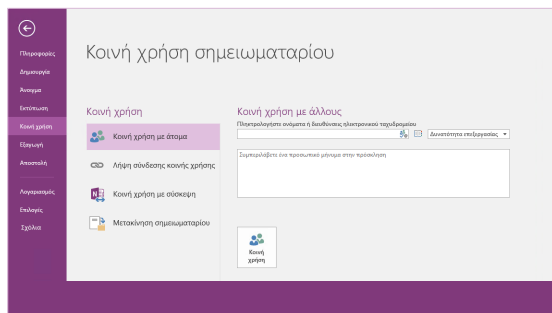 Πληροφορίες
Δημιουργία
Άνοιγμα
Εκτύπωση
Κοινή χρήση
Εξαγωγή
Αποστολή
Λογαριασμός
Επιλογές
Σχόλια
Κοινή χρήση σημειωματαρίου
Κοινή χρήση
Κοινή χρήση με άτομα
Λήψη σύνδεσης κοινής χρήσης
Κοινή χρήση με σύσκεψη
Μετακίνηση σημειωματαρίου
Κοινή χρήση με άλλους
Πληκτρολογήστε ονόματα ή διευθύνσεις ηλεκτρονικού ταχυδρομείου
Δυνατότητα επεξεργασίας
Συμπεριλάβετε ένα προσωπικό μήνυμα στην πρόσκληση
Κοινή
χρήση